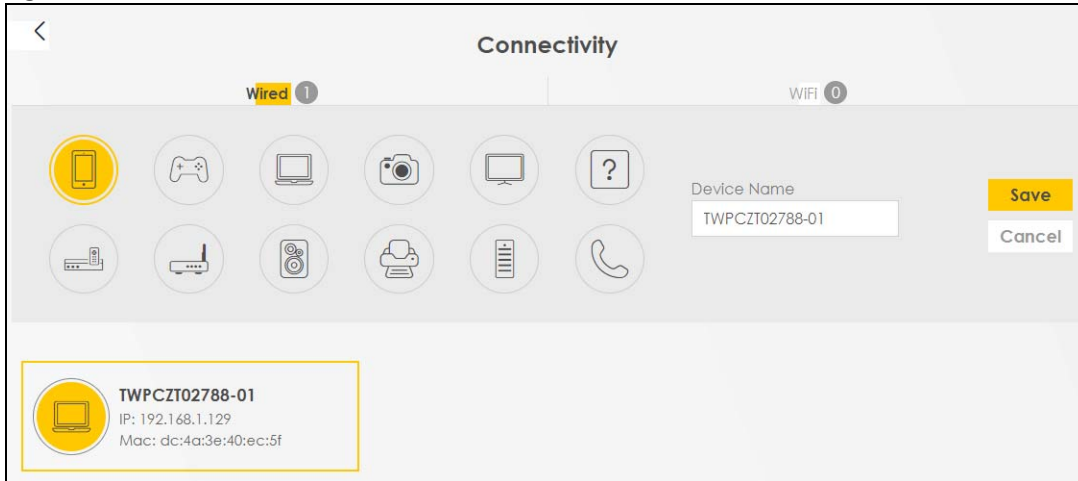 Connectivity
Wired 1
WiFi 0
?
Device Name
TWPCZT02788-01
Save
Cancel
TWPCZT02788-01
IP: 192.168.1.129
Mac: dc:4a:3e:40:ec:5f